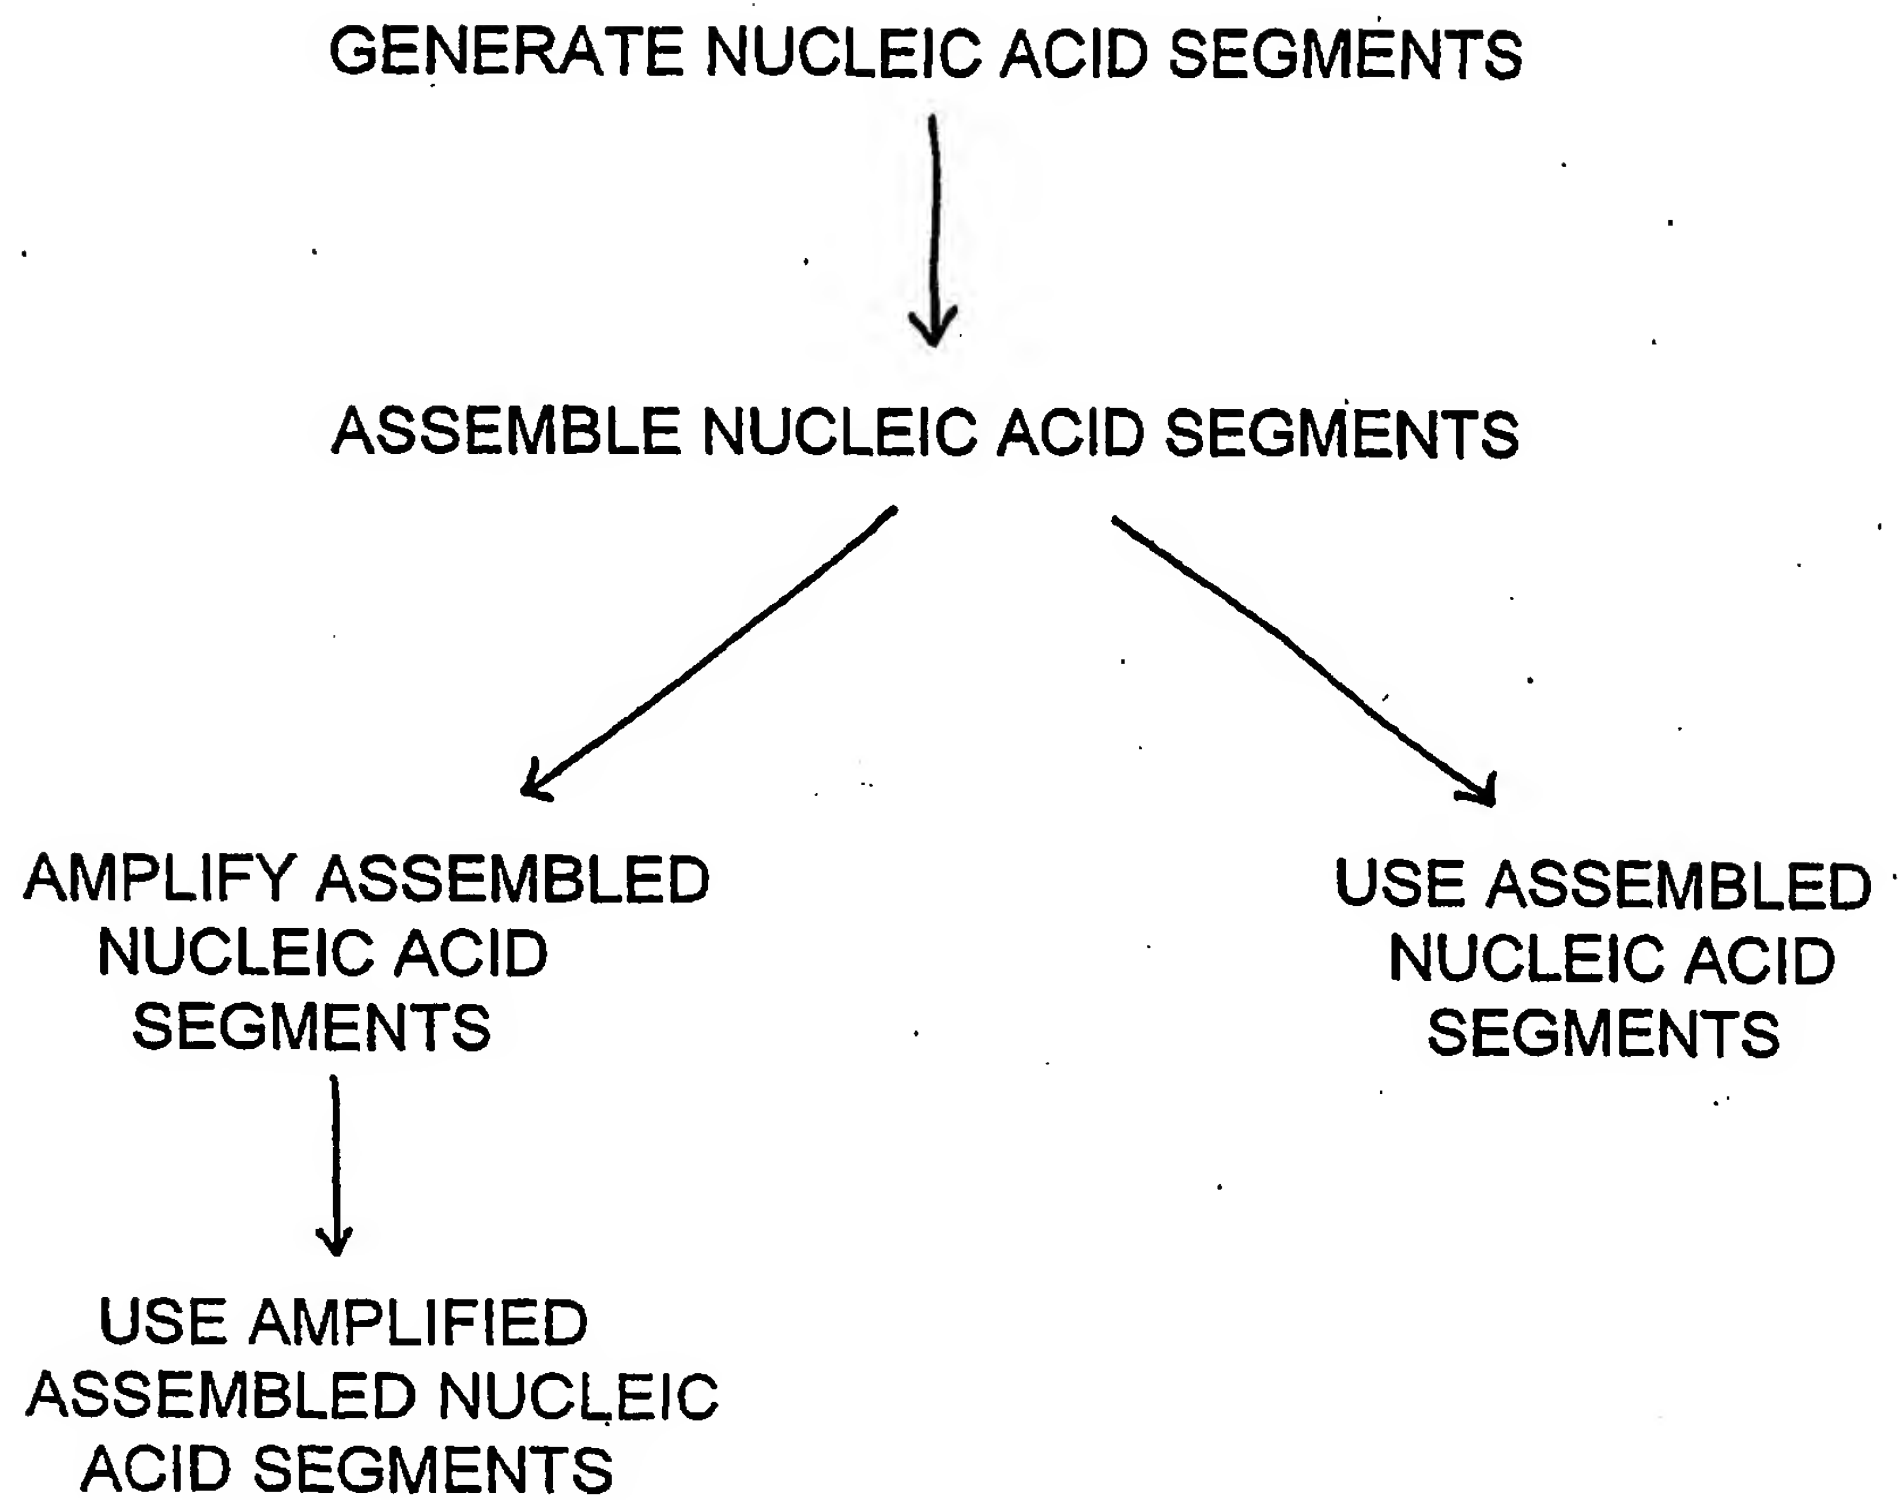 GENERATE NUCLEIC ACID SEGMENTS
ASSEMBLE NUCLEIC ACID SEGMENTS
AMPLIFY ASSEMBLED
NUCLEIC ACID
SEGMENTS
USE ASSEMBLED
NUCLEIC ACID
SEGMENTS
USE AMPLIFIED
ASSEMBLED NUCLEIC
ACID SEGMENTS